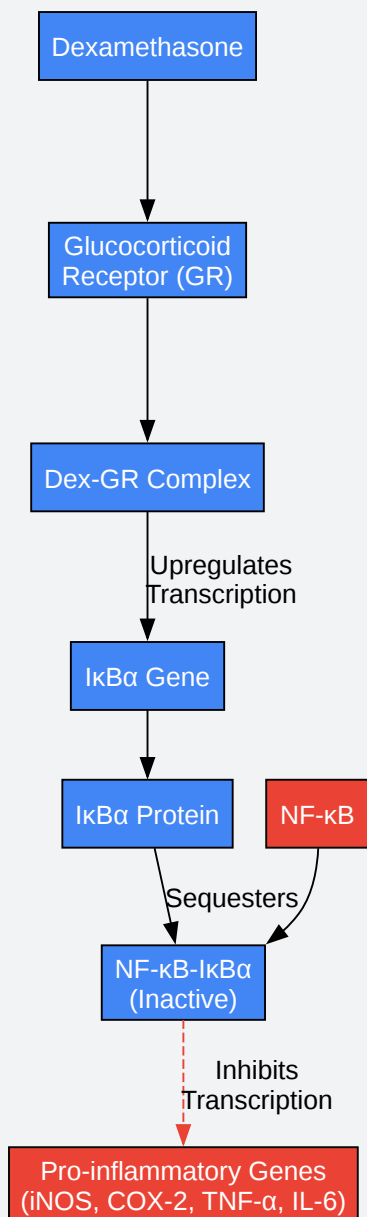 Dexamethasone
Glucocorticoid
Receptor (GR)
Dex-GR Complex
Upregulates
Transcription
IκBα Gene
IκBα Protein
NF-κB
Sequesters
NF-κB-IκBα
(Inactive)
Inhibits
Transcription
Pro-inflammatory Genes
(iNOS, COX-2, TNF-α, IL-6)